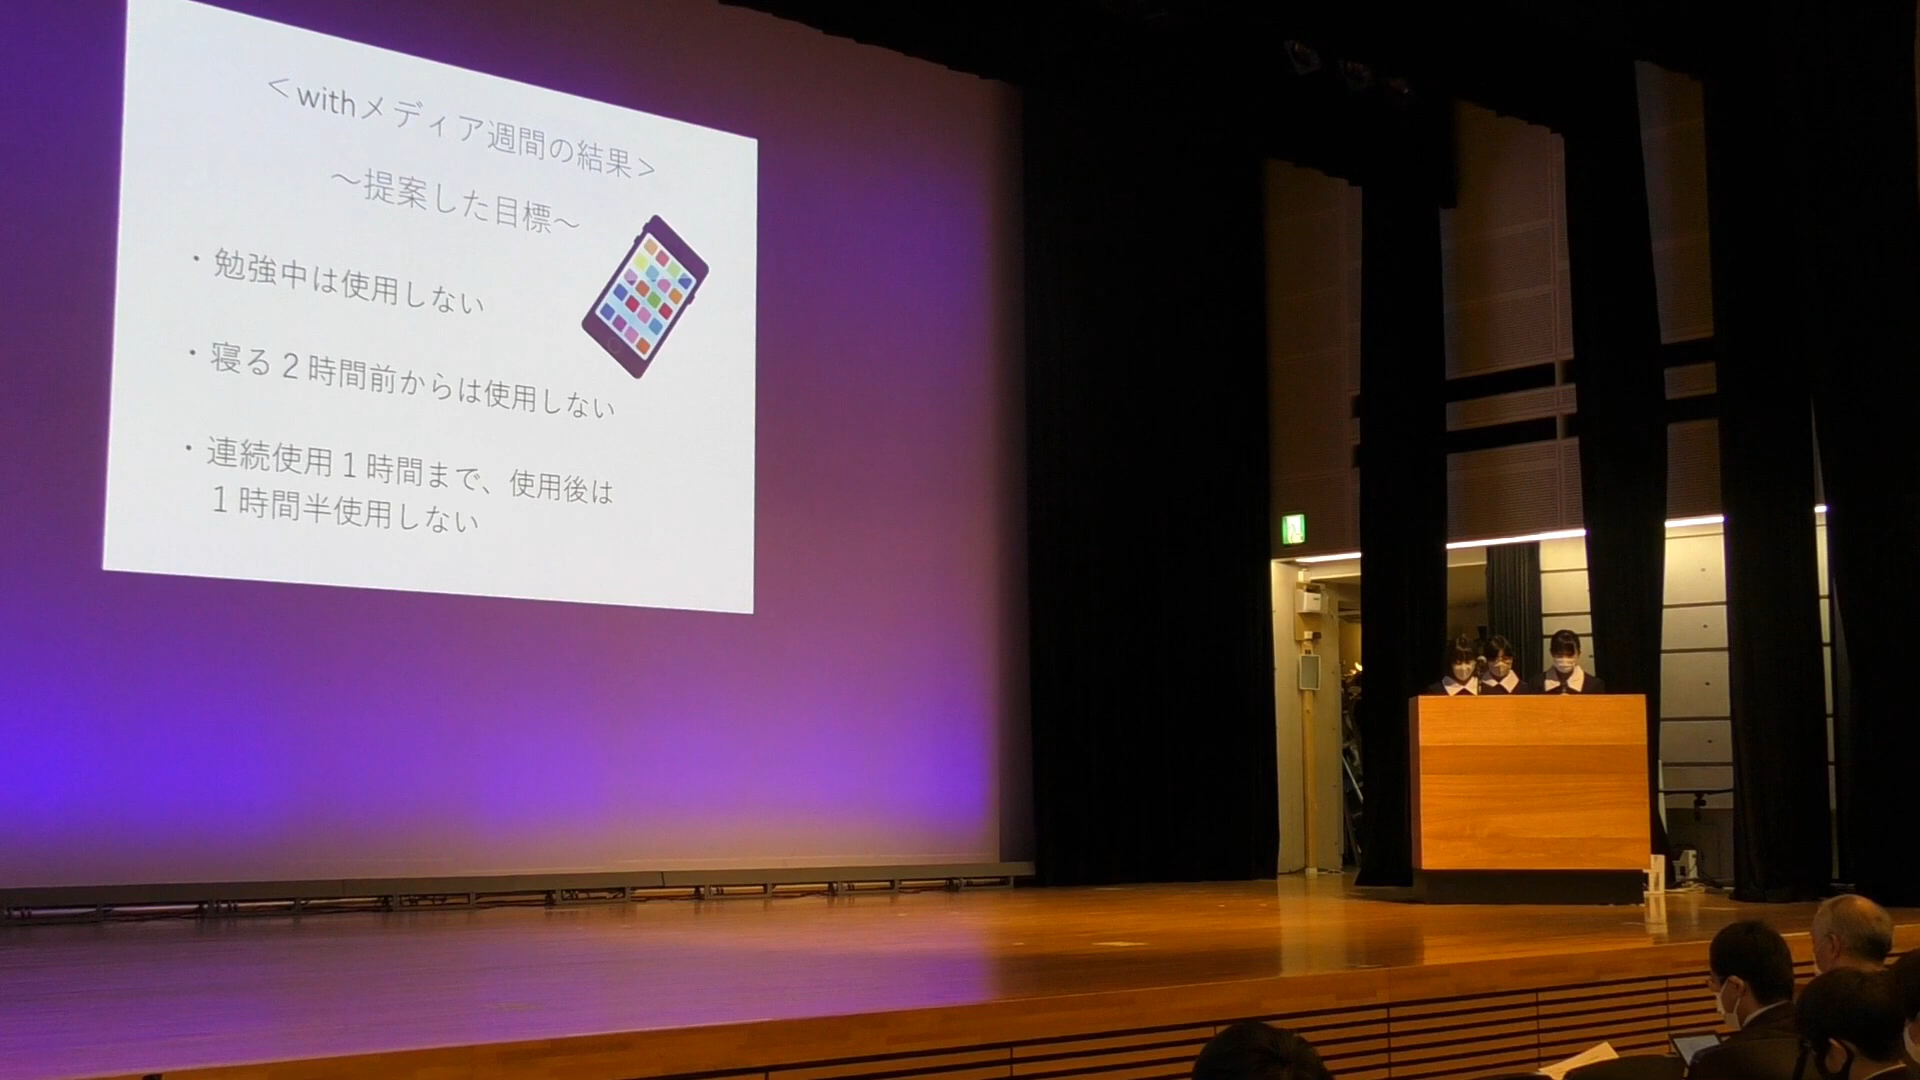 ＜withメディア週間の結果＞
～提案した目標～
・勉強中は使用しない
・寝る２時間前からは使用しない
・連続使用１時間まで、使用後は
１時間半使用しない